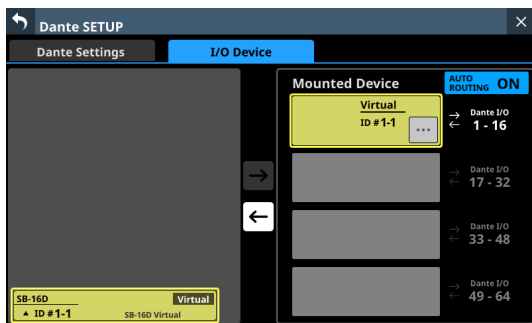 Dante SETUP
Dante Settings
I/O Device
Mounted Device
AUTO
ROUTING ON
Virtual
ID #1-1
...
Dante I/O
1 - 16
Dante I/O
17 - 32
Dante I/O
33 - 48
Dante I/O
49 - 64
SB-16D Virtual
ID #1-1 SB-16D Virtual